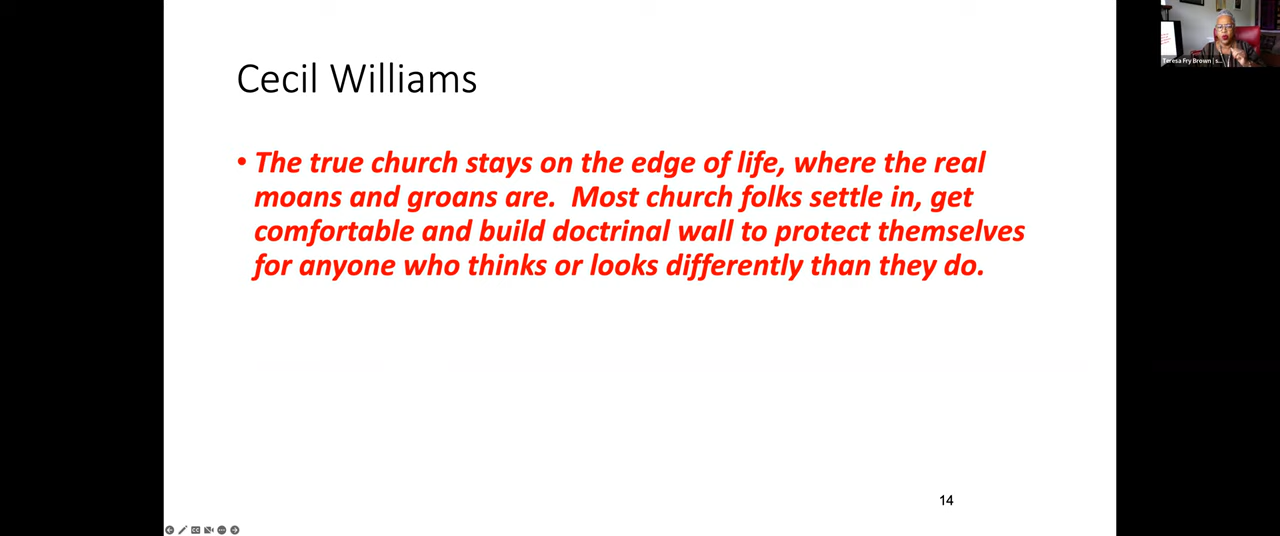 Cecil Williams
• The true church stays on the edge of life, where the real
moans and groans are.  Most church folks settle in, get
comfortable and build doctrinal wall to protect themselves
for anyone who thinks or looks differently than they do.
14
Teresa Fry Brown | s...